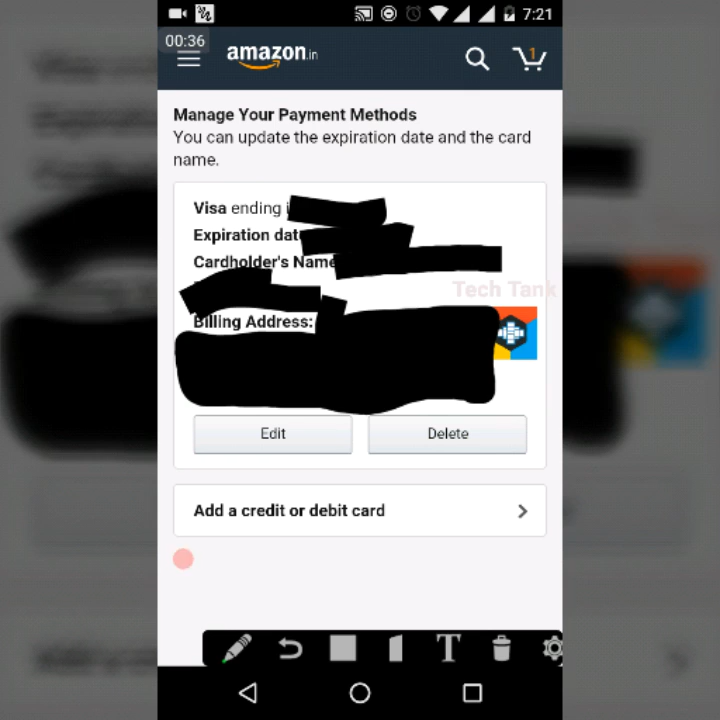 7:21
00:36
amazon.in
1
Manage Your Payment Methods
You can update the expiration date and the card
name.
Visa ending
Expiration
Cardholder's Name
Tech Tank
Billing Address:
Edit
Delete
Add a credit or debit card
T